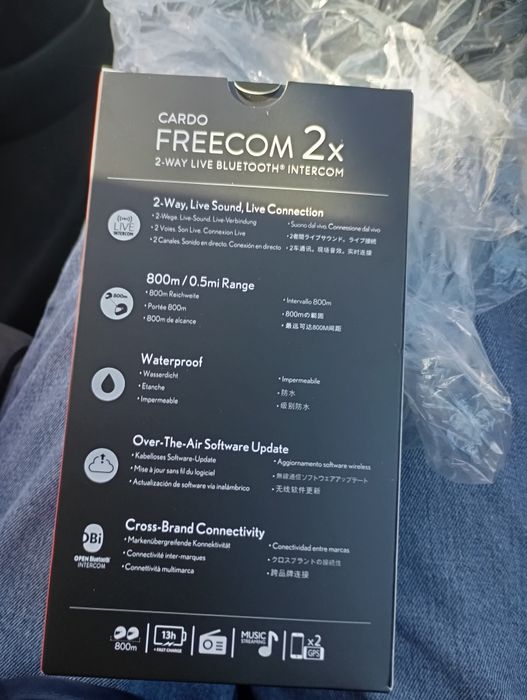 CARDO
FREECOM 2x
2-WAY LIVE BLUETOOTH® INTERCOM
((•))
LIVE
INTERCOM
2-Way, Live Sound, Live Connection
• 2-Wege. Live-Sound. Live-Verbindung
• 2 Voies. Son Live. Connexion Live
• 2 Canales. Sonido en directo. Conexión en directo
• Suono dal vivo. Connessione dal vivo
• 2者間ライブサウンド、ライブ接続
• 2车通讯，现场音效，实时连接
800m
800m / 0.5mi Range
• 800m Reichweite
• Portée 800m
• 800m de alcance
• Intervallo 800m
• 800mの範囲
• 最远可达800M间距
Waterproof
• Wasserdicht
• Etanche
• Impermeable
• Impermeabile
• 防水
• 级别防水
Over-The-Air Software Update
• Kabelloses Software-Update
• Mise à jour sans fil du logiciel
• Actualización de software vía inalámbrico
• Aggiornamento software wireless
• 無線通信ソフトウェアアップデート
• 无线软件更新
OBi
OPEN Bluetooth
INTERCOM
Cross-Brand Connectivity
• Markenübergreifende Konnektivität
• Connectivité inter-marques
• Connettività multimarca
• Conectividad entre marcas
• クロスブランドの接続性
• 跨品牌连接
800m
13h
+FAST CHARGE
MUSIC
STREAMING
x2
GPS